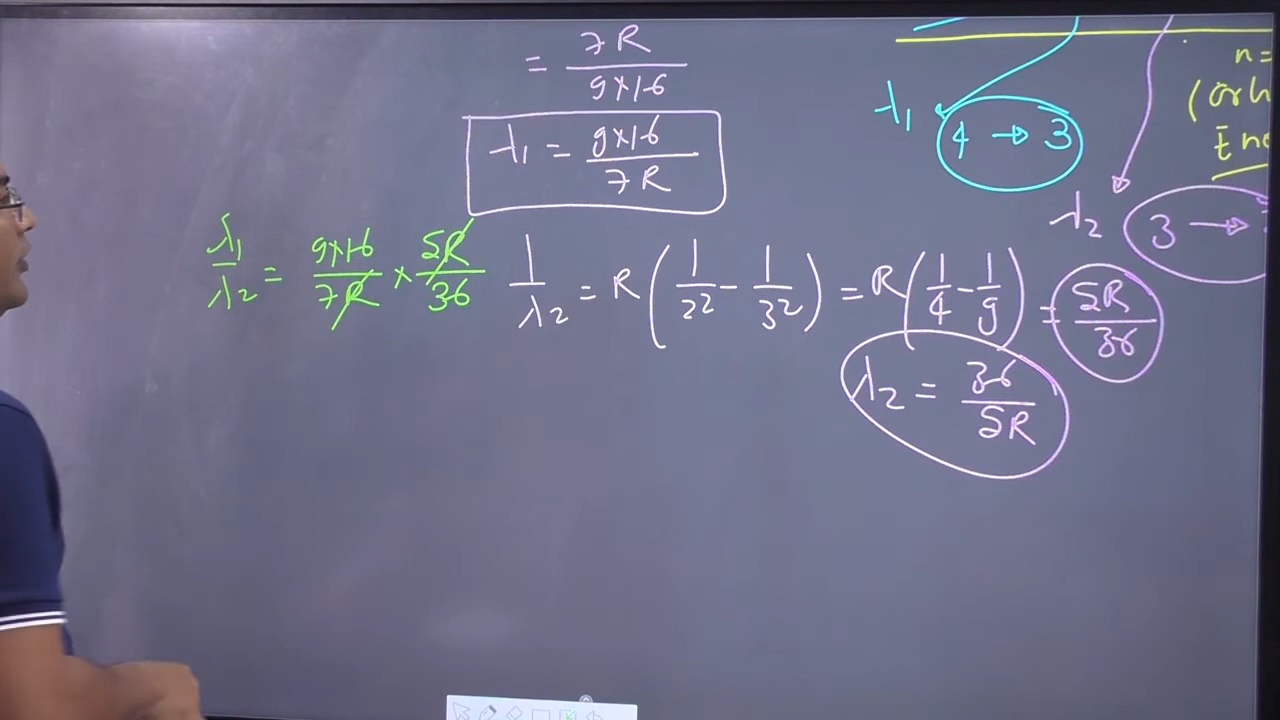 = 7R / 9×16
λ₁ = 9×16 / 7R
λ₁
4 → 3
n=
(Orb
Ene
λ₂
3 →
λ₁/λ₂ = 9×16 / 7R × 5R / 36
1/λ₂ = R(1/2² - 1/3²) = R(1/4 - 1/9) = 5R / 36
λ₂ = 36 / 5R